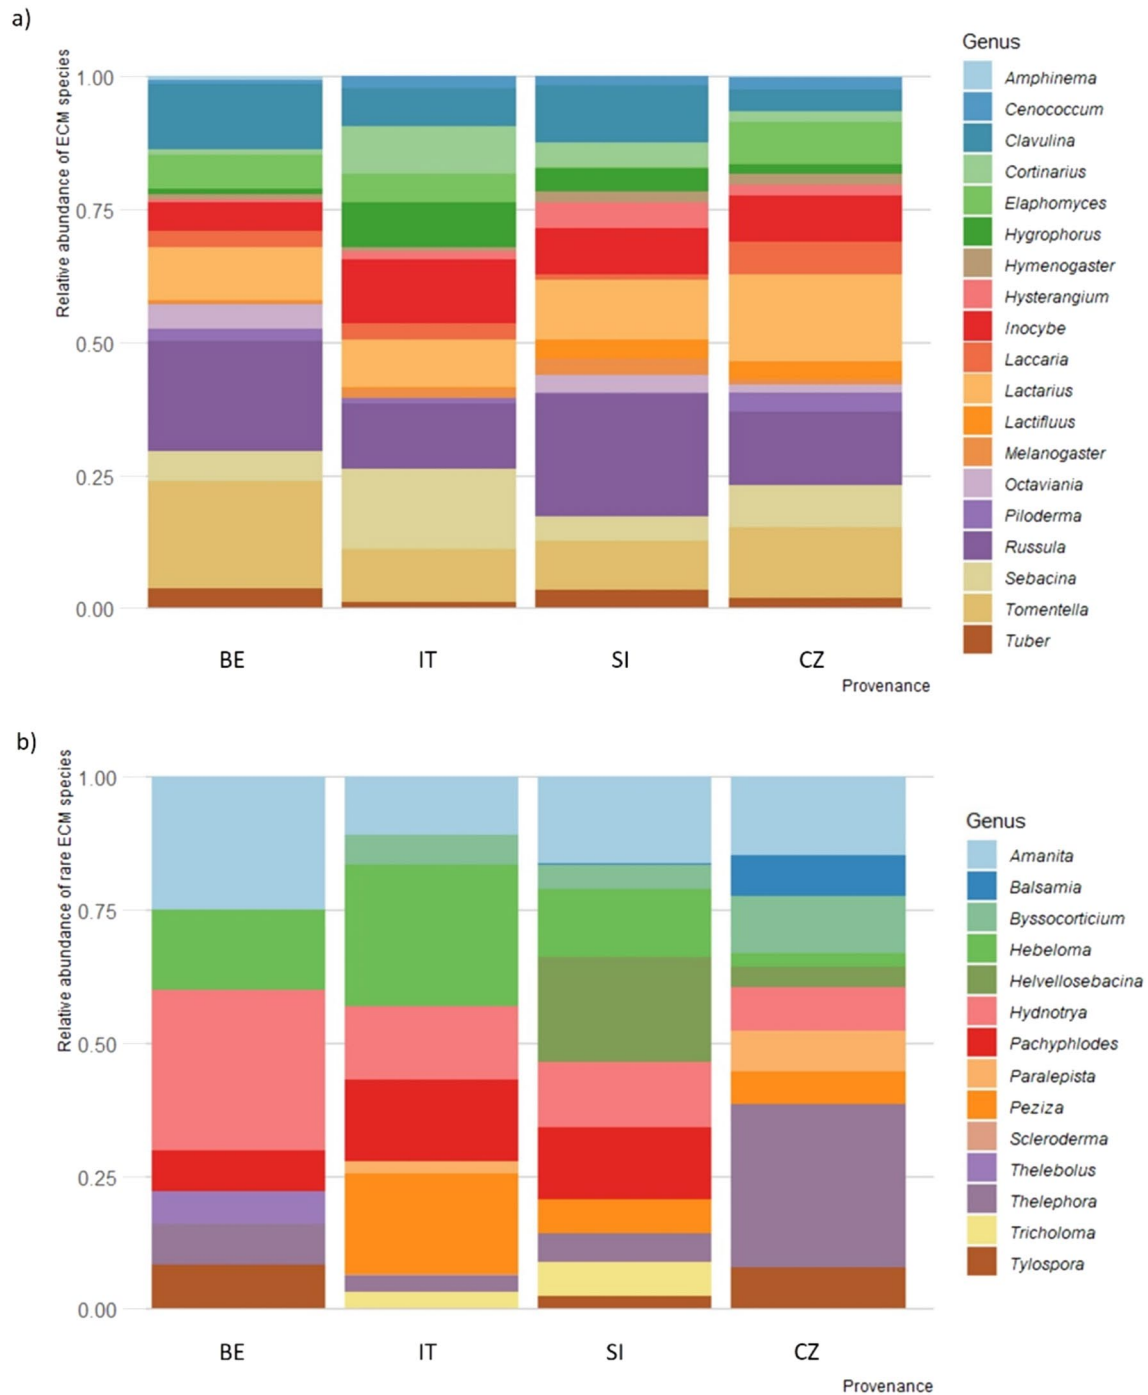 a)
Relative abundance of ECM species
1.00
0.75
0.50
0.25
0.00
BE IT SI CZ
Provenance
Genus
Amphinema
Cenococcum
Clavulina
Cortinarius
Elaphomyces
Hygrophorus
Hymenogaster
Hysterangium
Inocybe
Laccaria
Lactarius
Lactifluus
Melanogaster
Octaviania
Piloderma
Russula
Sebacina
Tomentella
Tuber
b)
Relative abundance of rare ECM species
1.00
0.75
0.50
0.25
0.00
BE IT SI CZ
Provenance
Genus
Amanita
Balsamia
Byssocorticium
Hebeloma
Helvellosebacina
Hydnotrya
Pachyphlodes
Paralepista
Peziza
Scleroderma
Thelebolus
Thelephora
Tricholoma
Tylospora